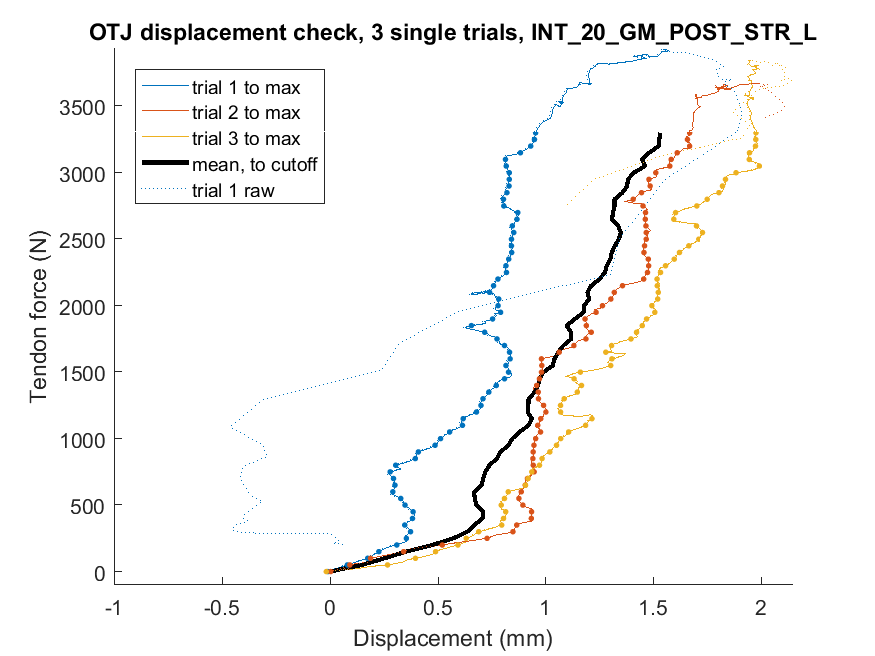 OTJ displacement check, 3 single trials, INT_20_GM_POST_STR_L
trial 1 to max
trial 2 to max
trial 3 to max
mean, to cutoff
trial 1 raw
Tendon force (N)
3500
3000
2500
2000
1500
1000
500
0
-1
-0.5
0
0.5
1
1.5
2
Displacement (mm)